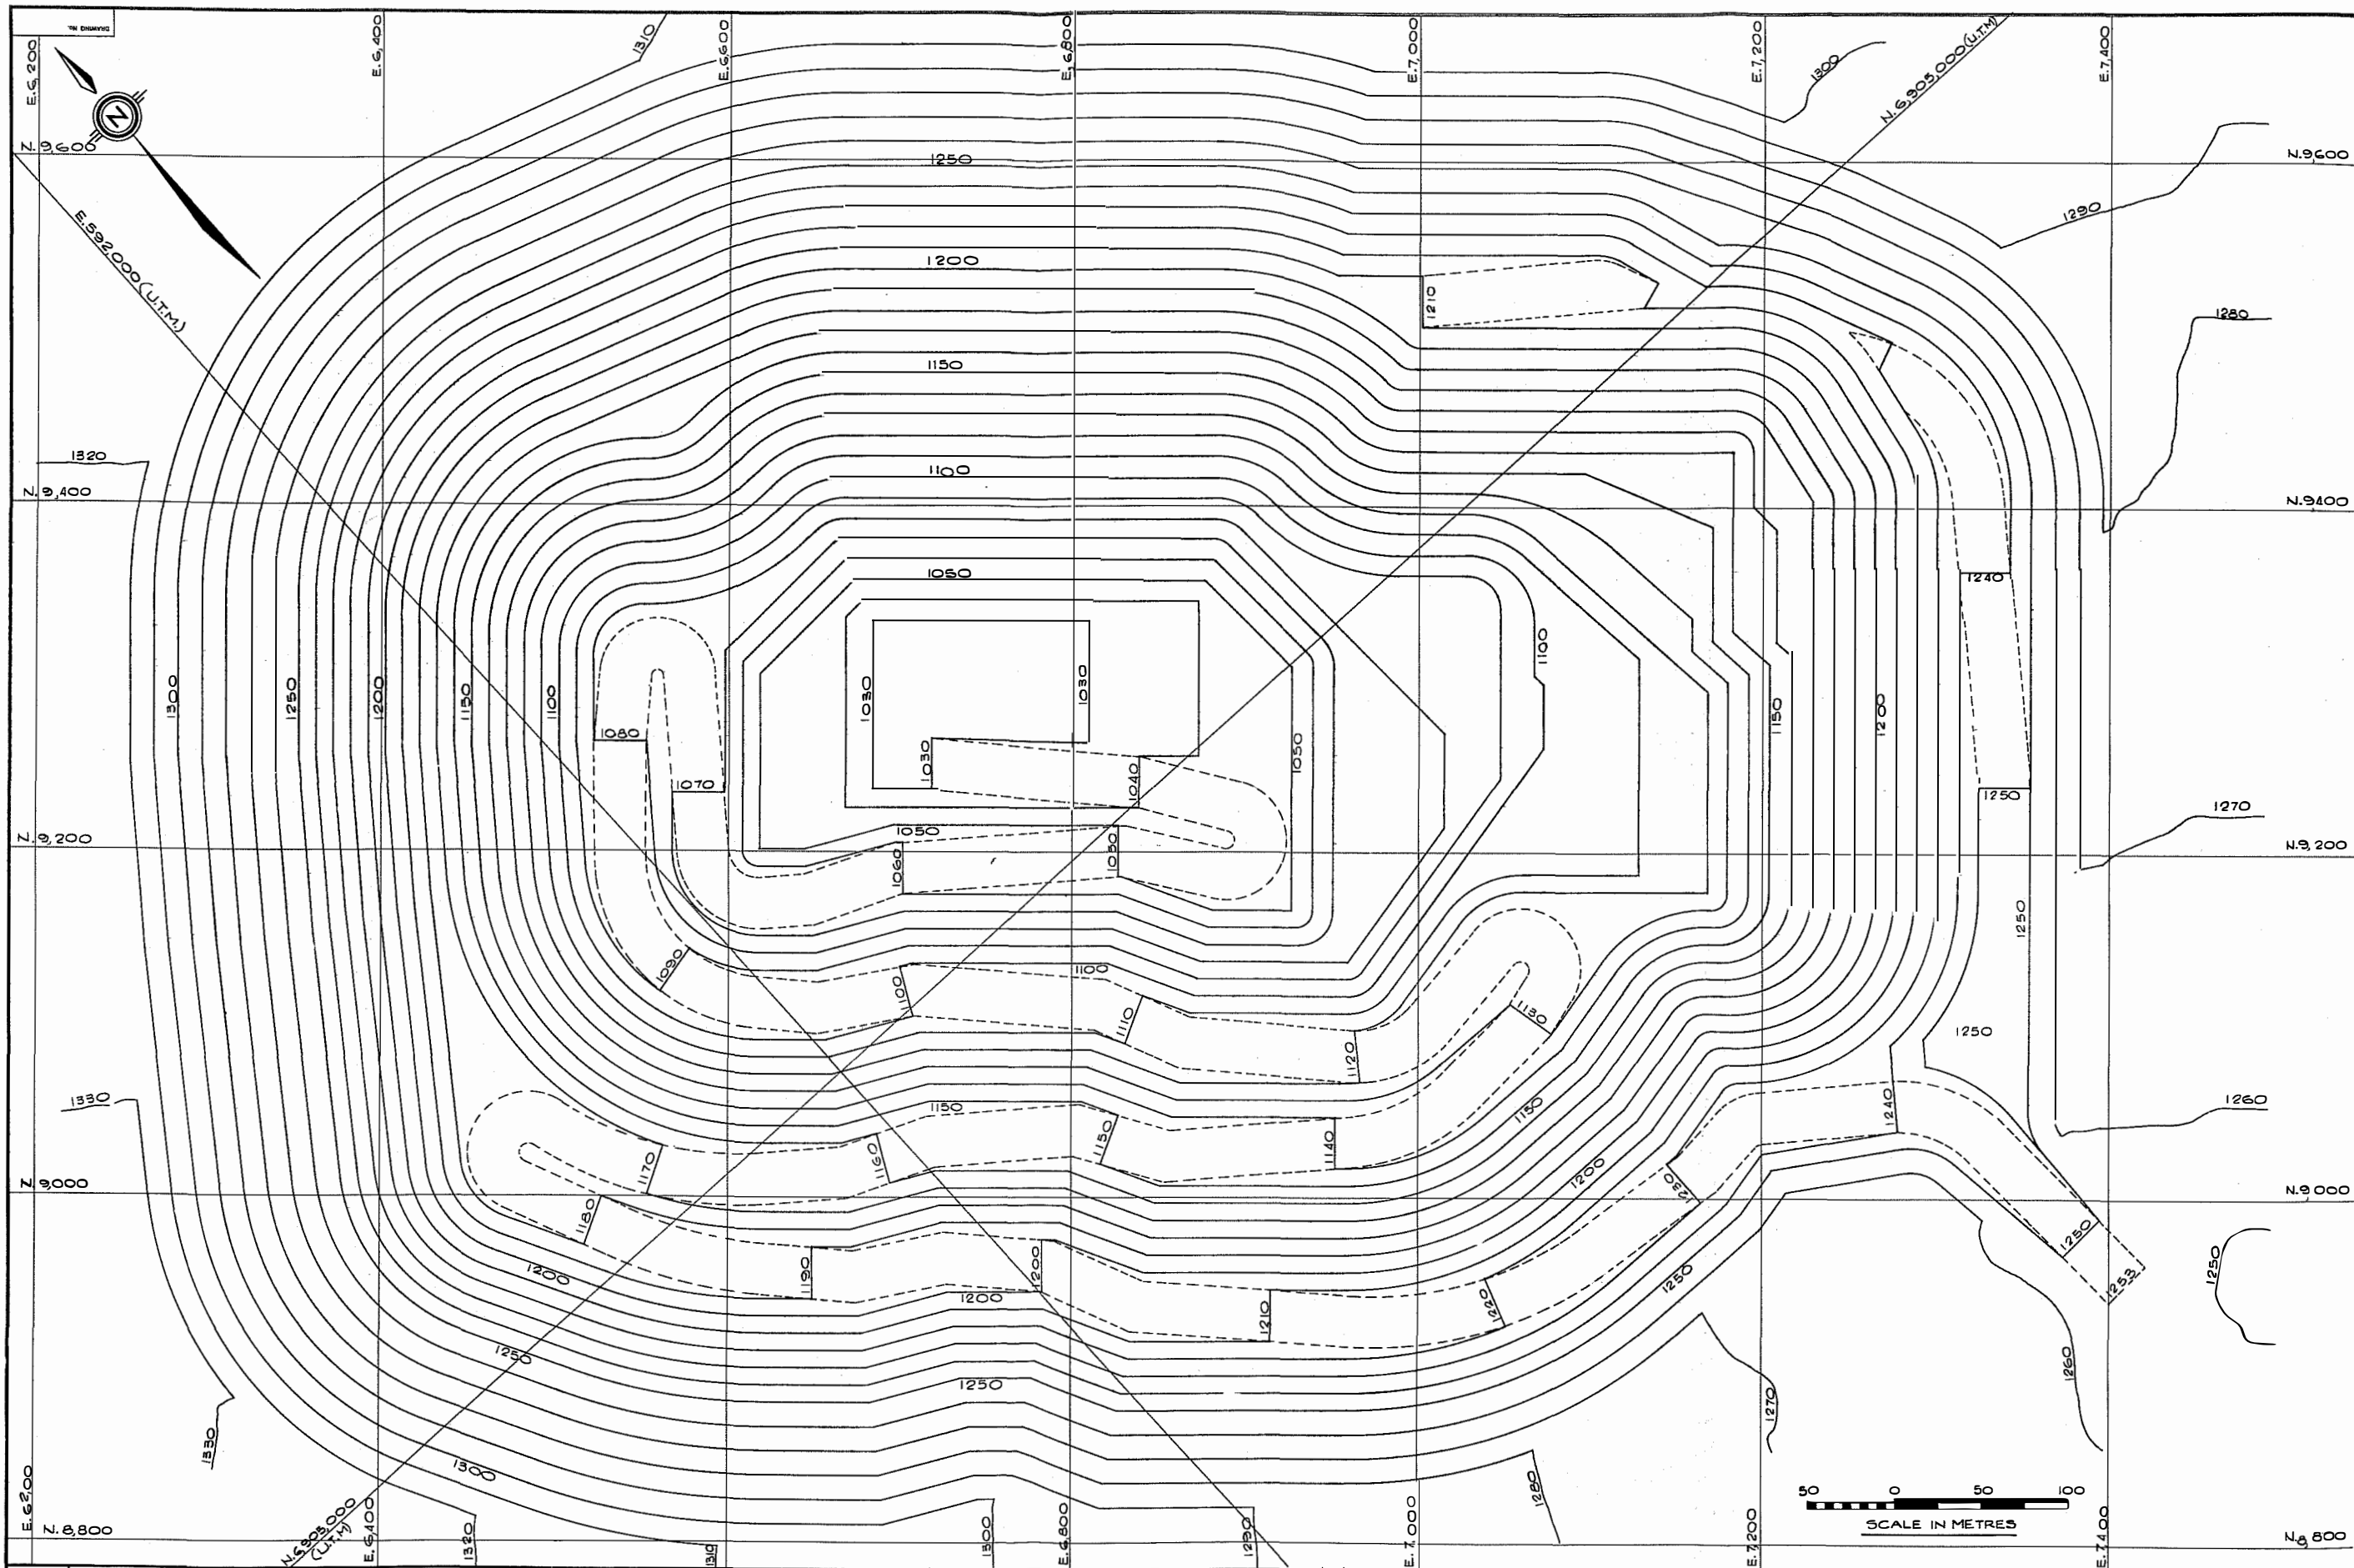 DRAWING No.
E.6,200
E.6,400
E.6,600
E.6,800
E.7,000
E.7,200
E.7,400
1310
1300
N.6,905,000 (U.T.M)
N
N.9,600
1250
N.9,600
1290
E.592,000 (U.T.M.)
1200
1210
1280
1150
1320
1100
N.9,400
N.9,400
1050
1240
1100
1300
1250
1200
1150
1100
1080
1070
1030
1030
1030
1040
1050
1150
1200
1250
1270
N.9,200
1050
1060
1050
N.9,200
1250
1090
1100
1100
1110
1120
1130
1250
1330
1150
1150
1150
1140
1240
1260
1160
1170
1200
1230
N.9,000
N.9,000
1180
1190
1200
1250
1250
1253
1200
1200
1250
1210
1220
1250
1250
1260
1330
1270
1300
1280
50 0 50 100
SCALE IN METRES
E.6,200
N.8,800
N.6,905,000
(U.T.M)
E.6,400
1320
1310
1300
E.6,800
1290
E.7,000
E.7,200
E.7,400
N.8,800